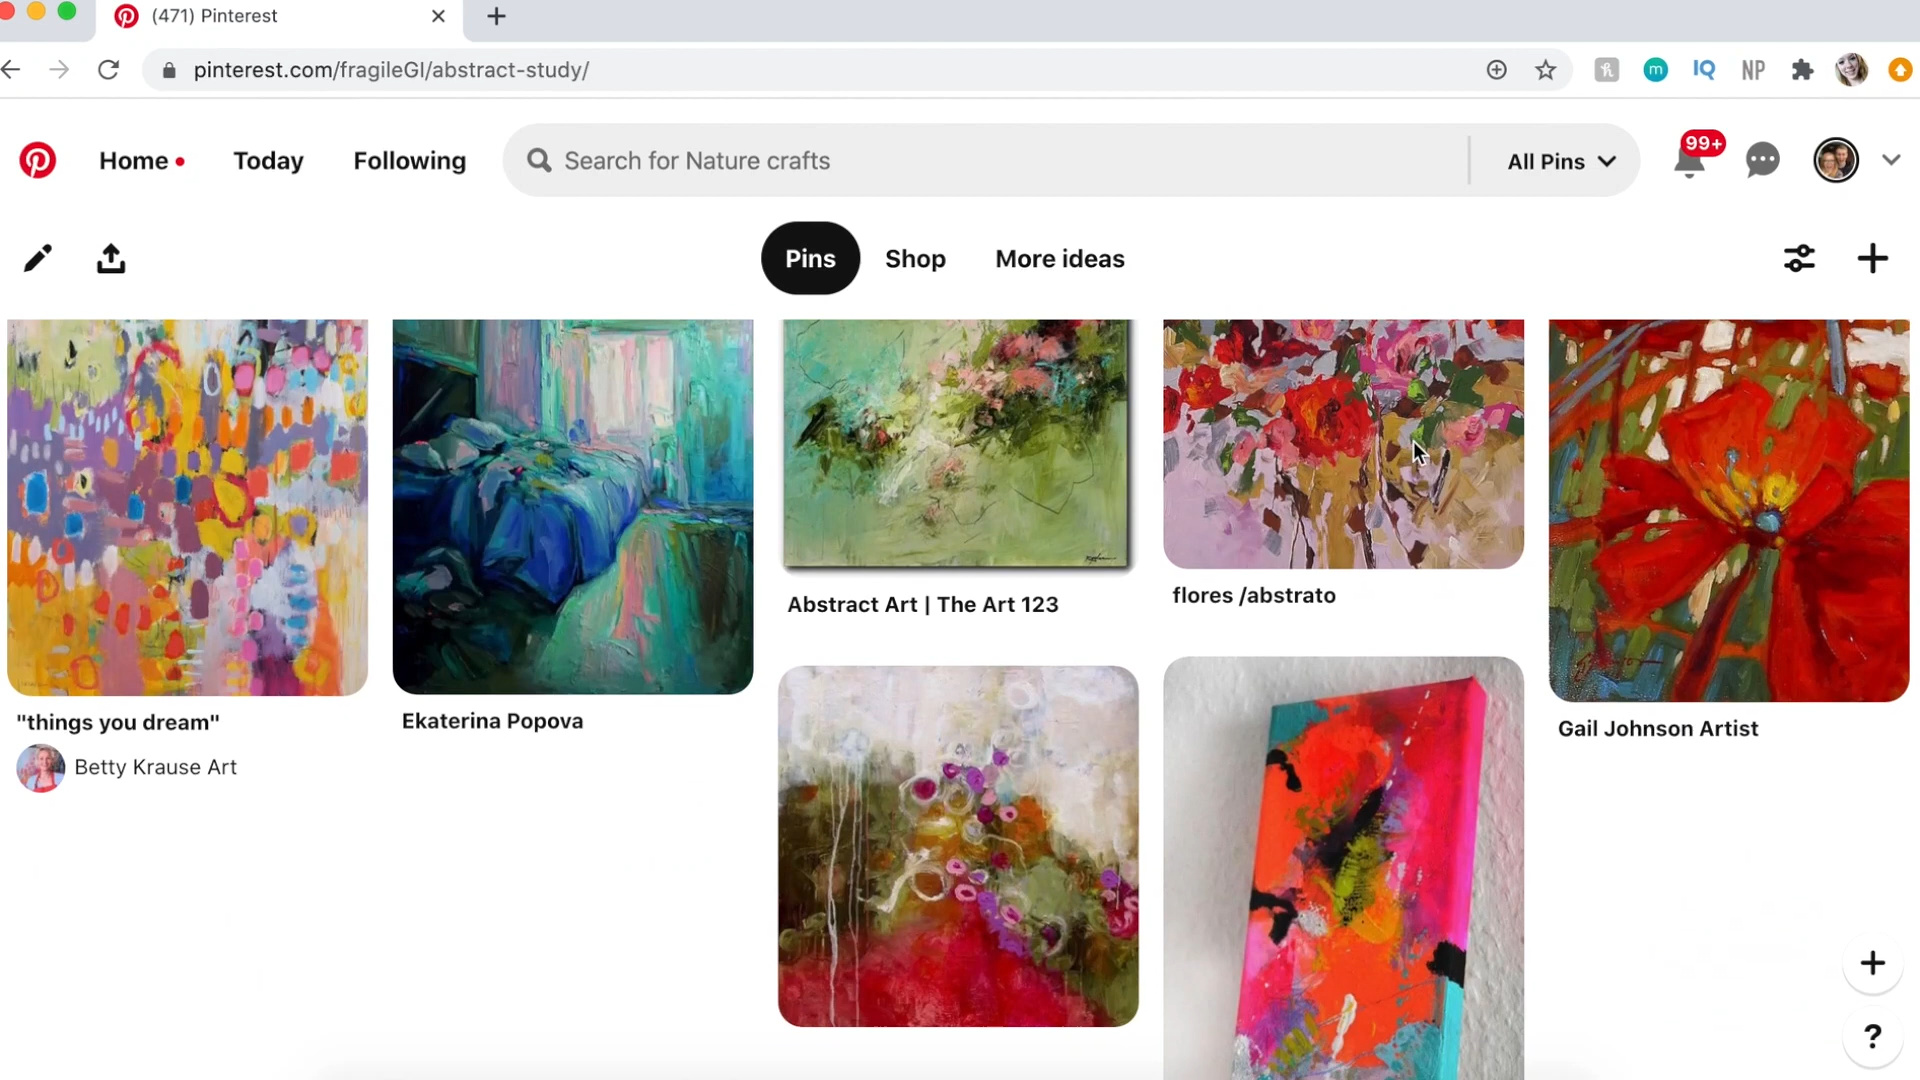 (471) Pinterest
pinterest.com/fragileGI/abstract-study/
m
IQ
NP
Home
Today
Following
Search for Nature crafts
All Pins
99+
Pins
Shop
More ideas
Abstract Art | The Art 123
flores /abstrato
"things you dream"
Betty Krause Art
Ekaterina Popova
Gail Johnson Artist
?